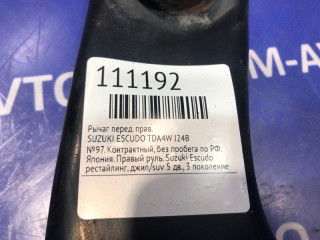 111192
Рычаг перед. прав.
SUZUKI ESCUDO TDA4W J24B
№97. Контрактный, без пробега по РФ.
Япония. Правый руль. Suzuki Escudo
рестайлинг, джип/suv 5 дв., 3 поколение